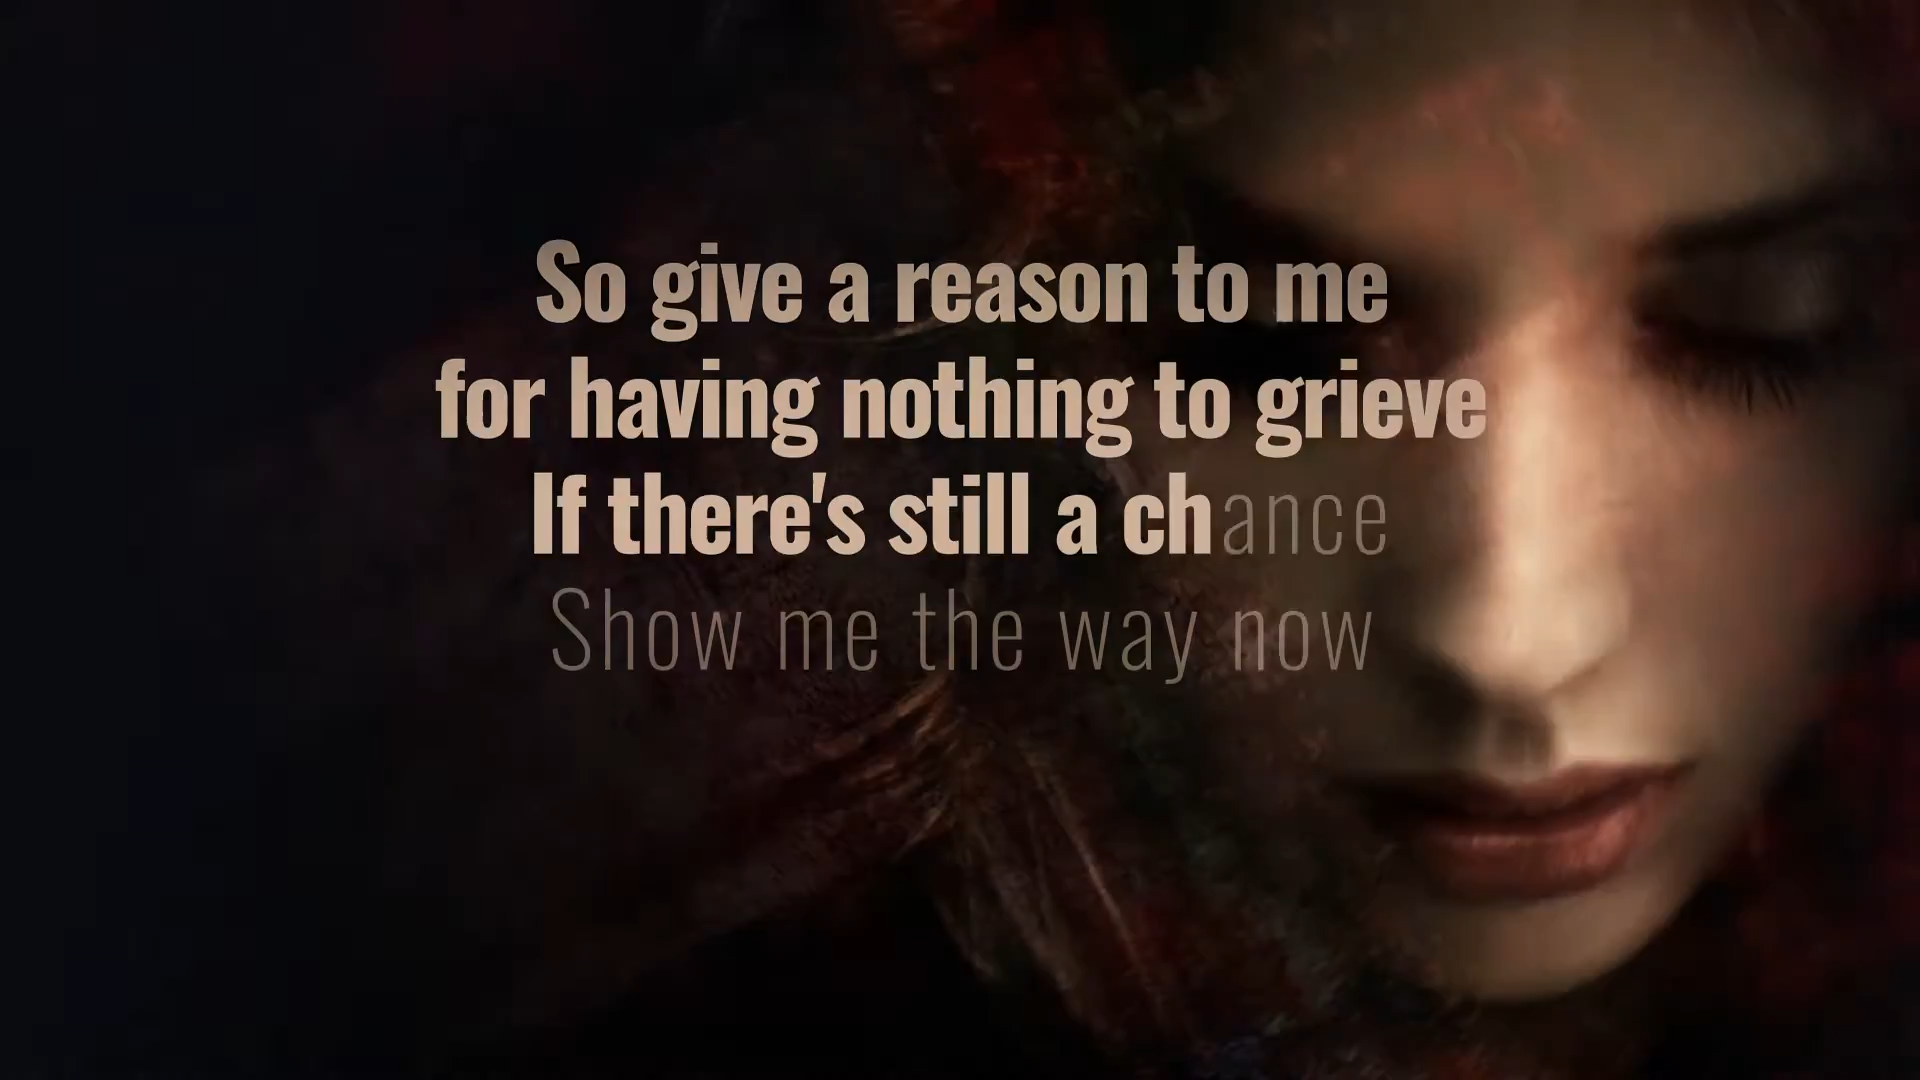 So give a reason to me
for having nothing to grieve
If there's still a chance
Show me the way now